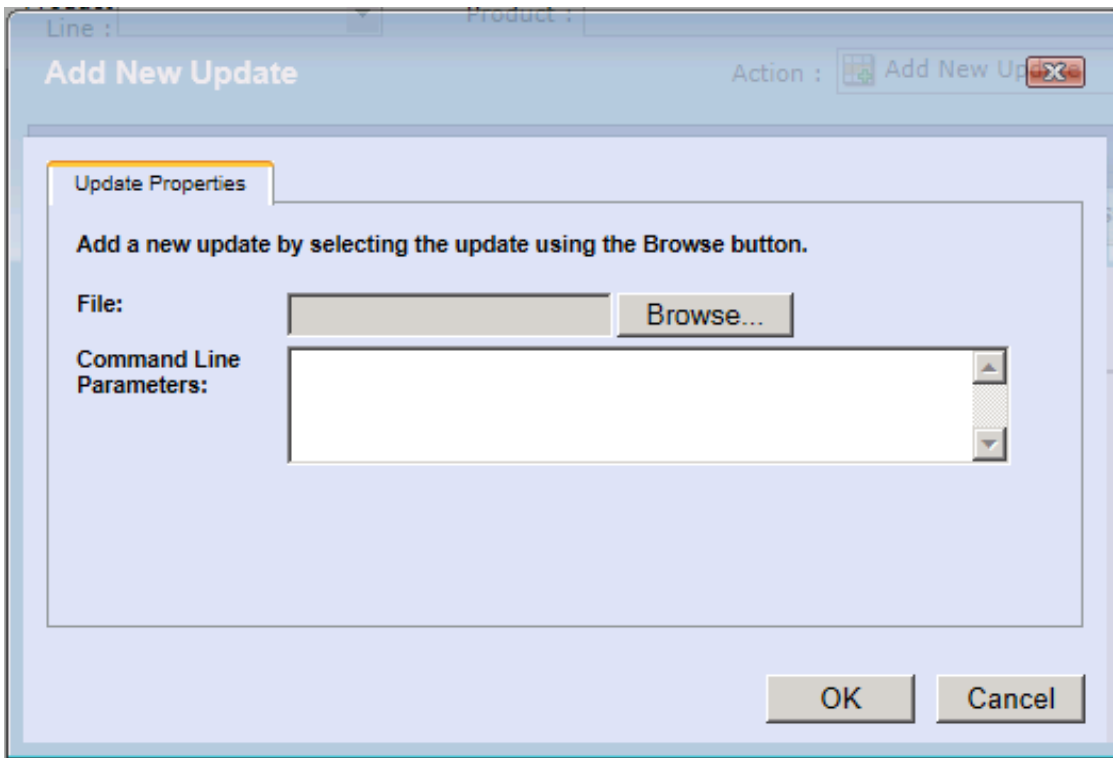 Line :
Product :
Add New Update
Action :
Add New Update
Update Properties
Add a new update by selecting the update using the Browse button.
File:
Browse...
Command Line
Parameters:
OK
Cancel